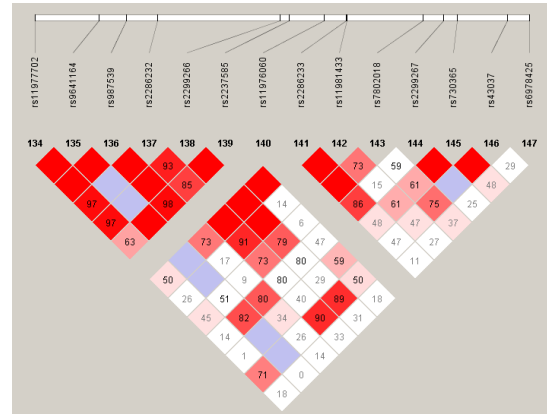 rs11977702
rs9641164
rs987539
rs2286232
rs2299266
rs2237585
rs11976060
rs2286233
rs11981433
rs7802018
rs2299267
rs730365
rs43037
rs6978425
134 135 136 137 138 139 140 141 142 143 144 145 146 147
93 73 59 29
85 15 61 48
97 98 14 86 61 75 25
97 6 48 47 37
63 73 91 79 47 47 27
17 73 80 59 11
50 9 80 50
26 51 80 40 89 18
45 82 34 90 31
14 26 33
1 14
71 0
18